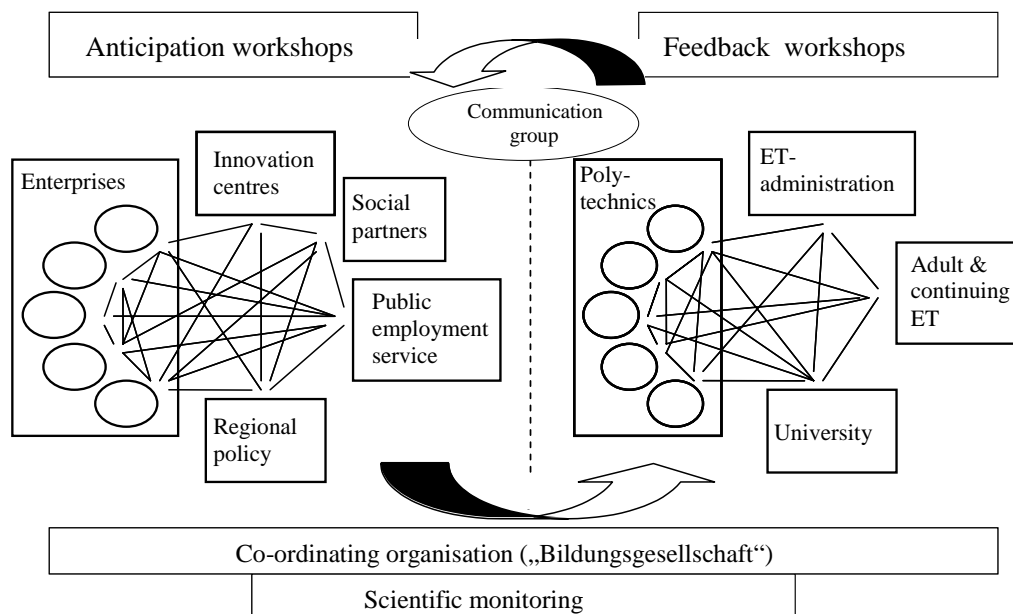 Anticipation workshops
Feedback workshops
Communication
group
Enterprises
Innovation
centres
Social
partners
Public
employment
service
Regional
policy
Poly-
technics
ET-
administration
Adult &
continuing
ET
University
Co-ordinating organisation („Bildungsgesellschaft“)
Scientific monitoring